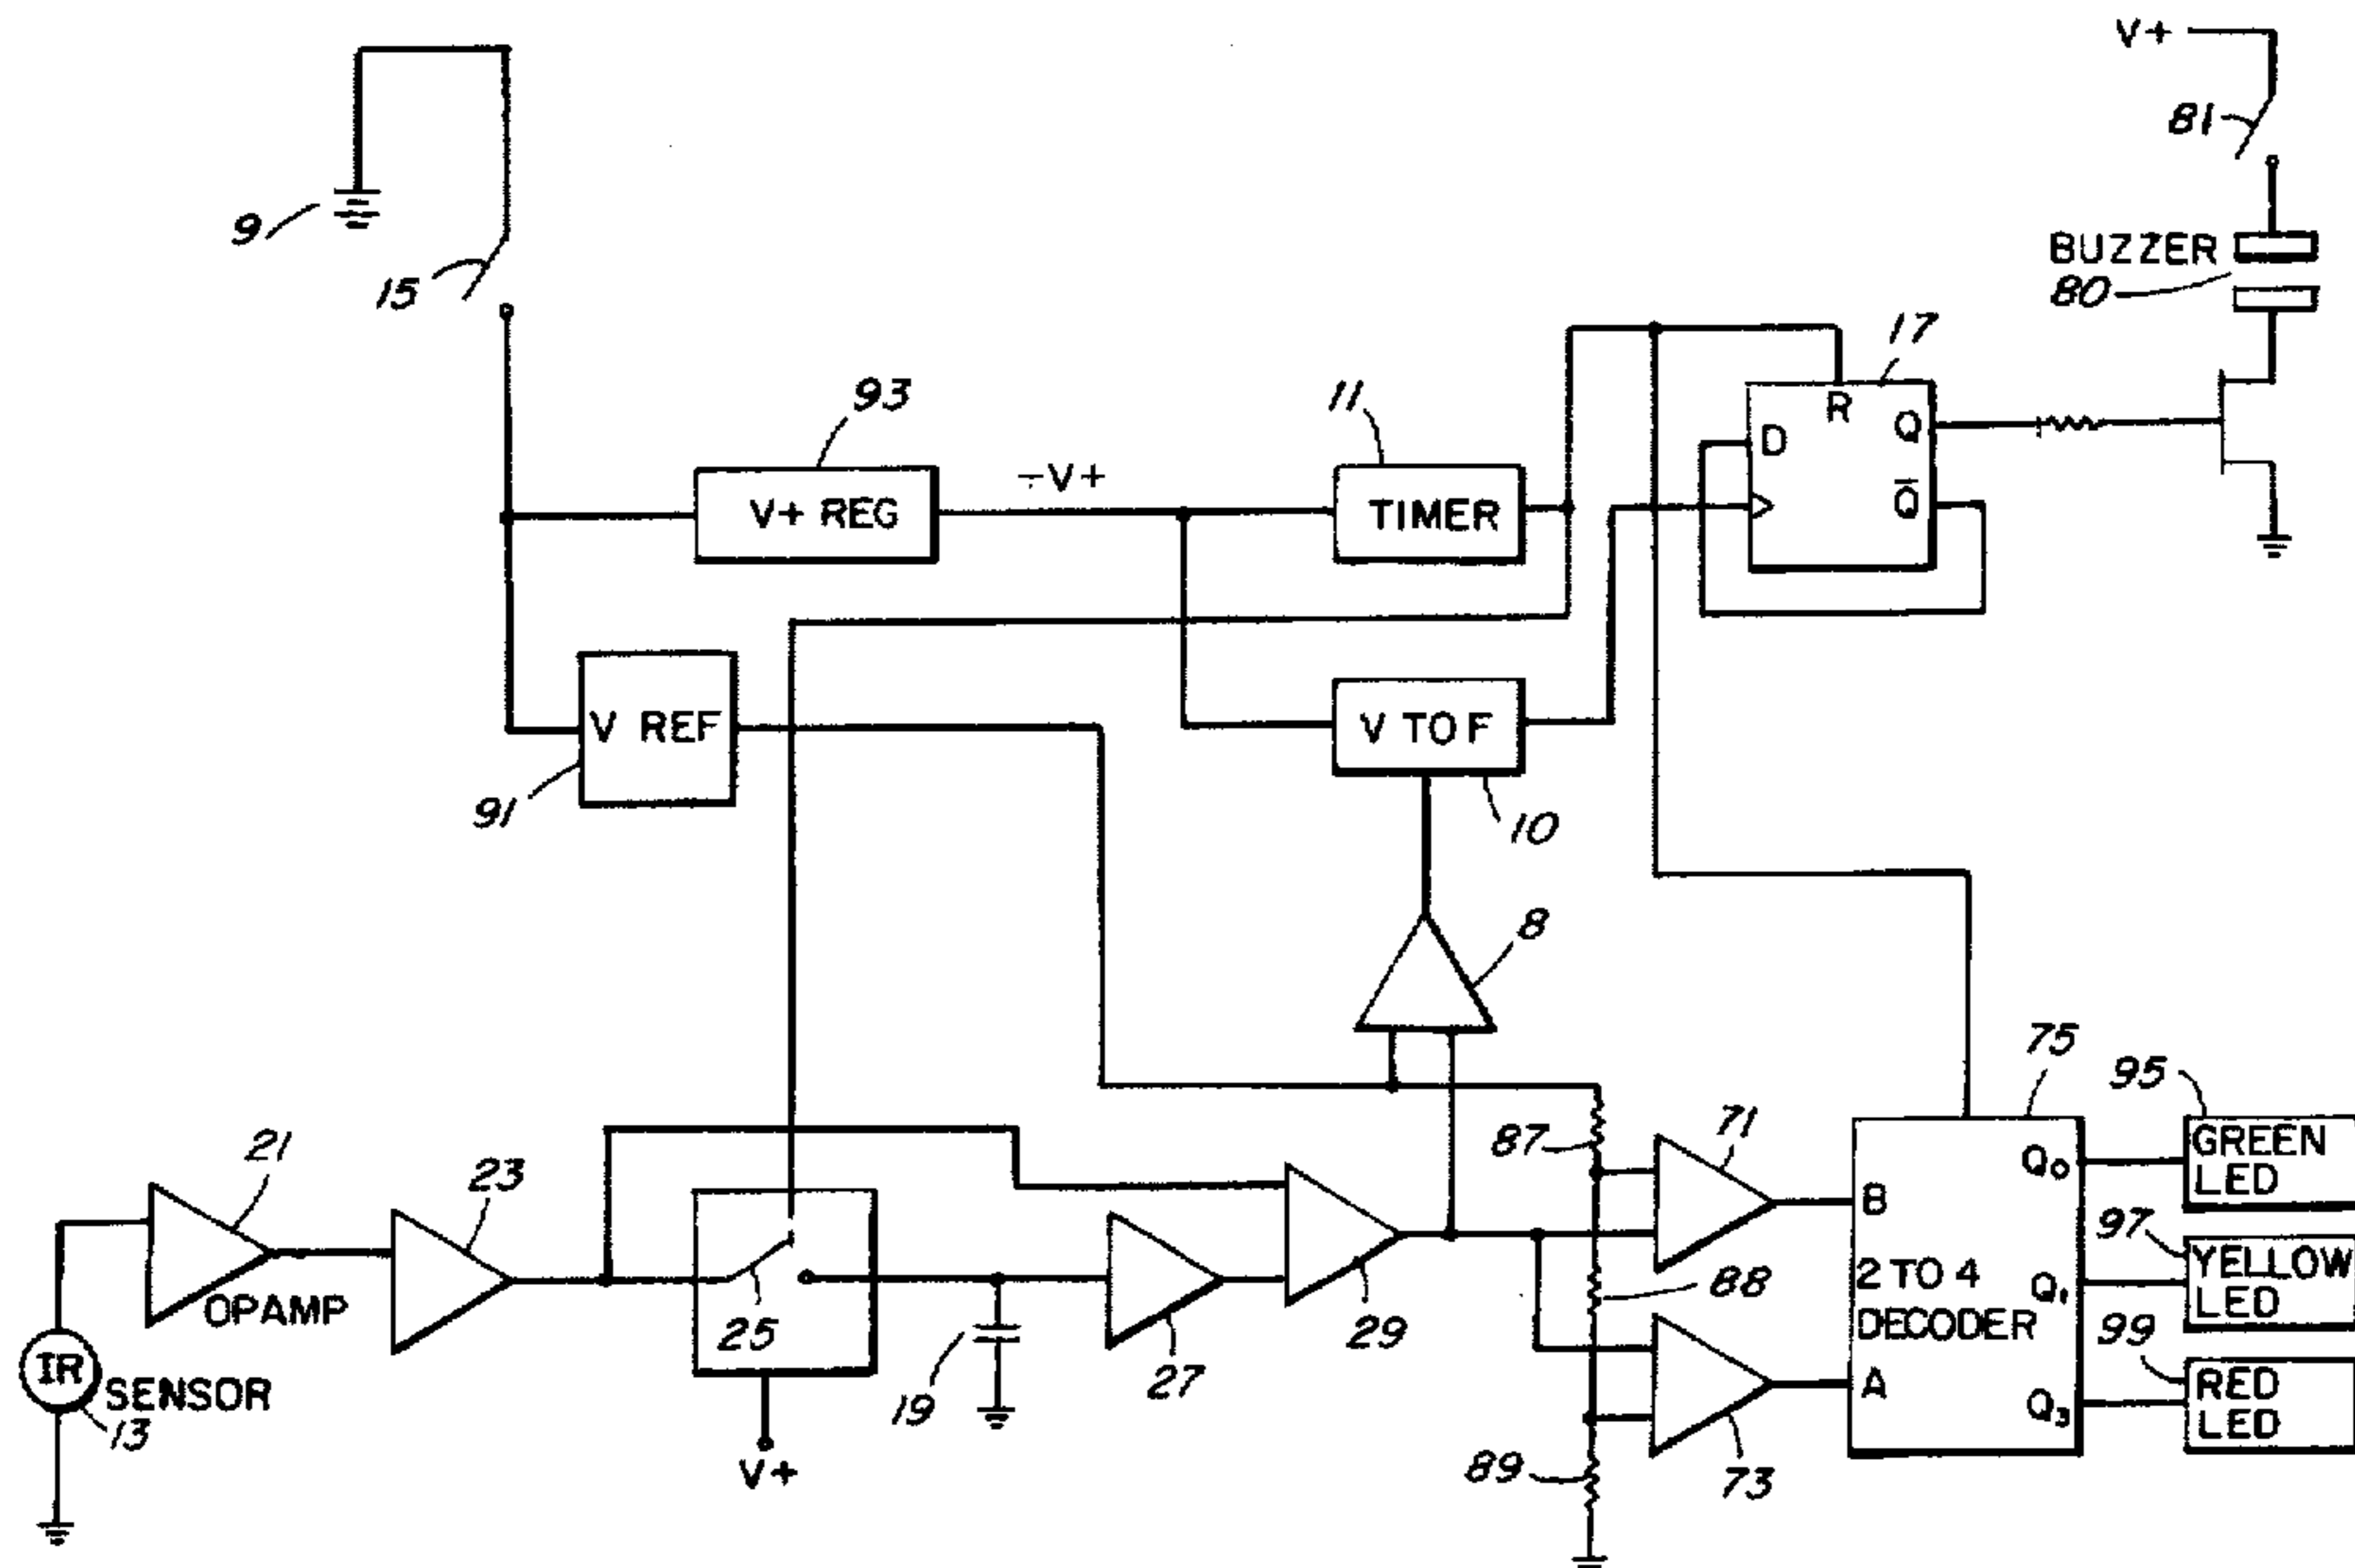 V+
81
9
BUZZER
80
15
17
93
11
R
Q
D
-V+
V+ REG
TIMER
Q̅
V REF
V TO F
91
10
8
75
95
21
23
87
71
GREEN
LED
Q₀
B
97
OPAMP
25
88
2 TO 4
DECODER
Q₁
YELLOW
LED
IR
SENSOR
13
19
27
29
99
A
RED
LED
Q₃
V+
89
73